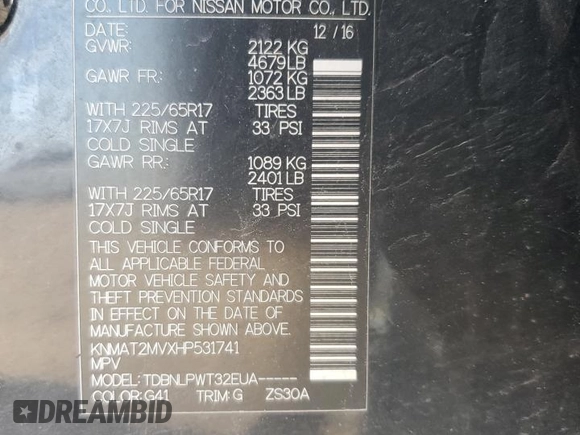 CO. LTD. FOR NISSAN MOTOR CO., LTD.
DATE: 12/16
GVWR: 2122 KG
4679LB
GAWR FR: 1072 KG
2363LB
WITH 225/65R17 TIRES
17X7J RIMS AT 33 PSI
COLD SINGLE
GAWR RR: 1089 KG
2401LB
WITH 225/65R17 TIRES
17X7J RIMS AT 33 PSI
COLD SINGLE
THIS VEHICLE CONFORMS TO
ALL APPLICABLE FEDERAL
MOTOR VEHICLE SAFETY AND
THEFT PREVENTION STANDARDS
IN EFFECT ON THE DATE OF
MANUFACTURE SHOWN ABOVE.
KNMAT2MVXHP531741
MPV
MODEL: TDBNLPWT32EUA-----
COLOR: G41 TRIM: G ZS30A
DREAMBID